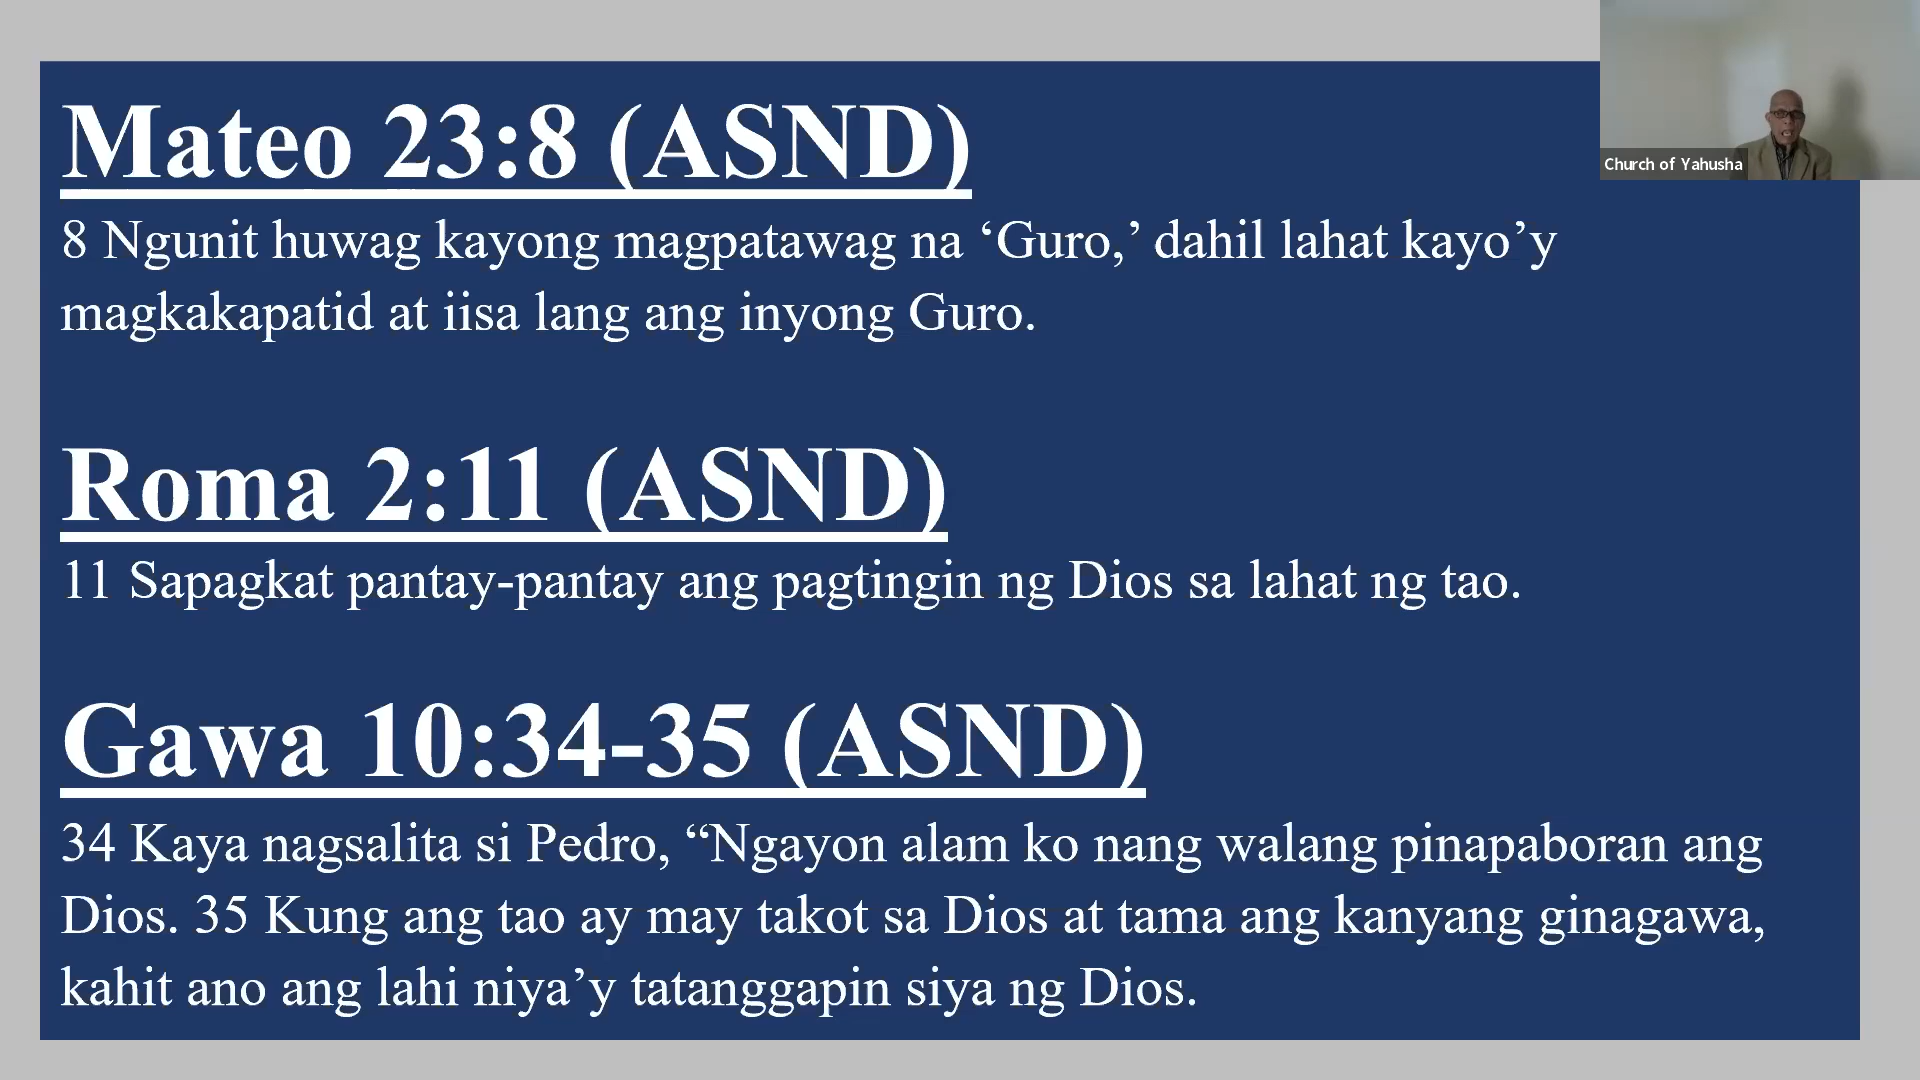 Mateo 23:8 (ASND)
8 Ngunit huwag kayong magpatawag na ‘Guro,’ dahil lahat kayo’y
magkakapatid at iisa lang ang inyong Guro.
Roma 2:11 (ASND)
11 Sapagkat pantay-pantay ang pagtingin ng Dios sa lahat ng tao.
Gawa 10:34-35 (ASND)
34 Kaya nagsalita si Pedro, “Ngayon alam ko nang walang pinapaboran ang
Dios. 35 Kung ang tao ay may takot sa Dios at tama ang kanyang ginagawa,
kahit ano ang lahi niya’y tatanggapin siya ng Dios.
Church of Yahusha